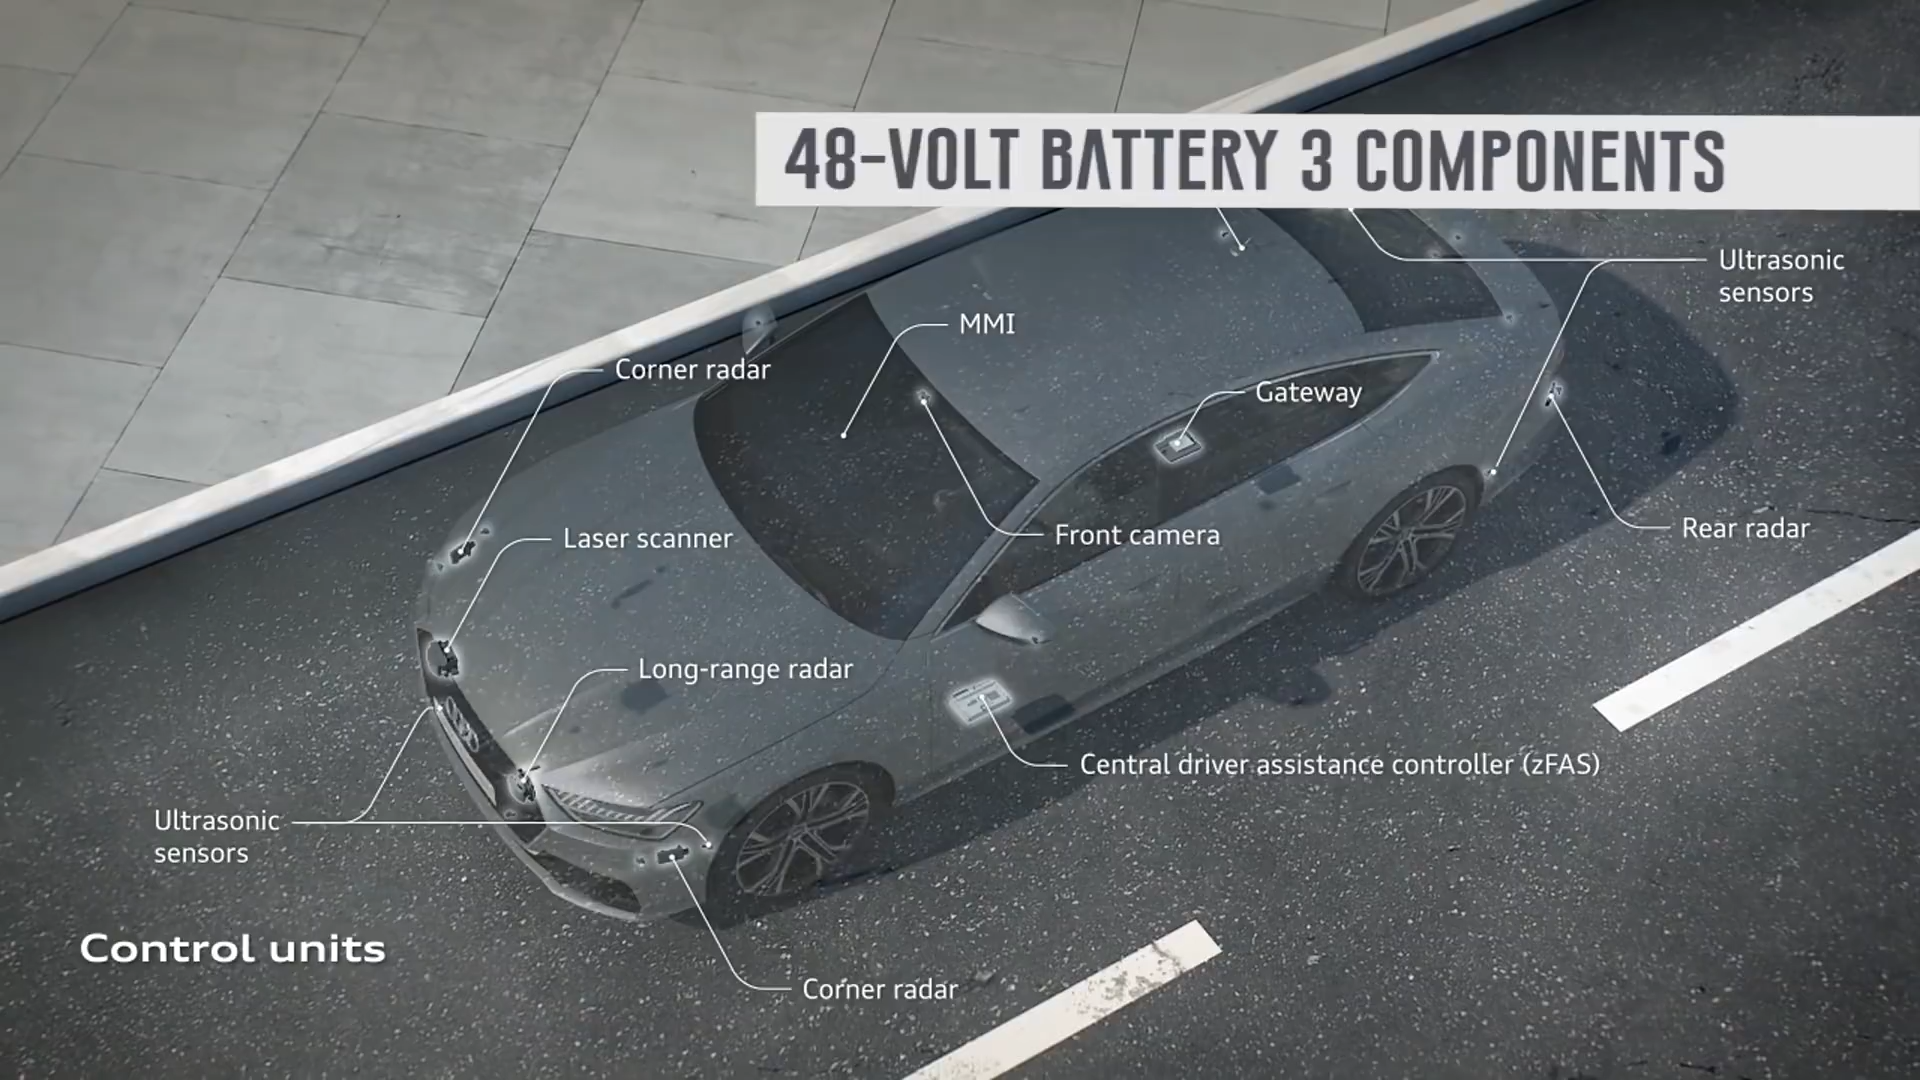 48-VOLT BATTERY 3 COMPONENTS
Ultrasonic
sensors
MMI
Corner radar
Gateway
Laser scanner
Front camera
Rear radar
Long-range radar
Central driver assistance controller (zFAS)
Ultrasonic
sensors
Control units
Corner radar